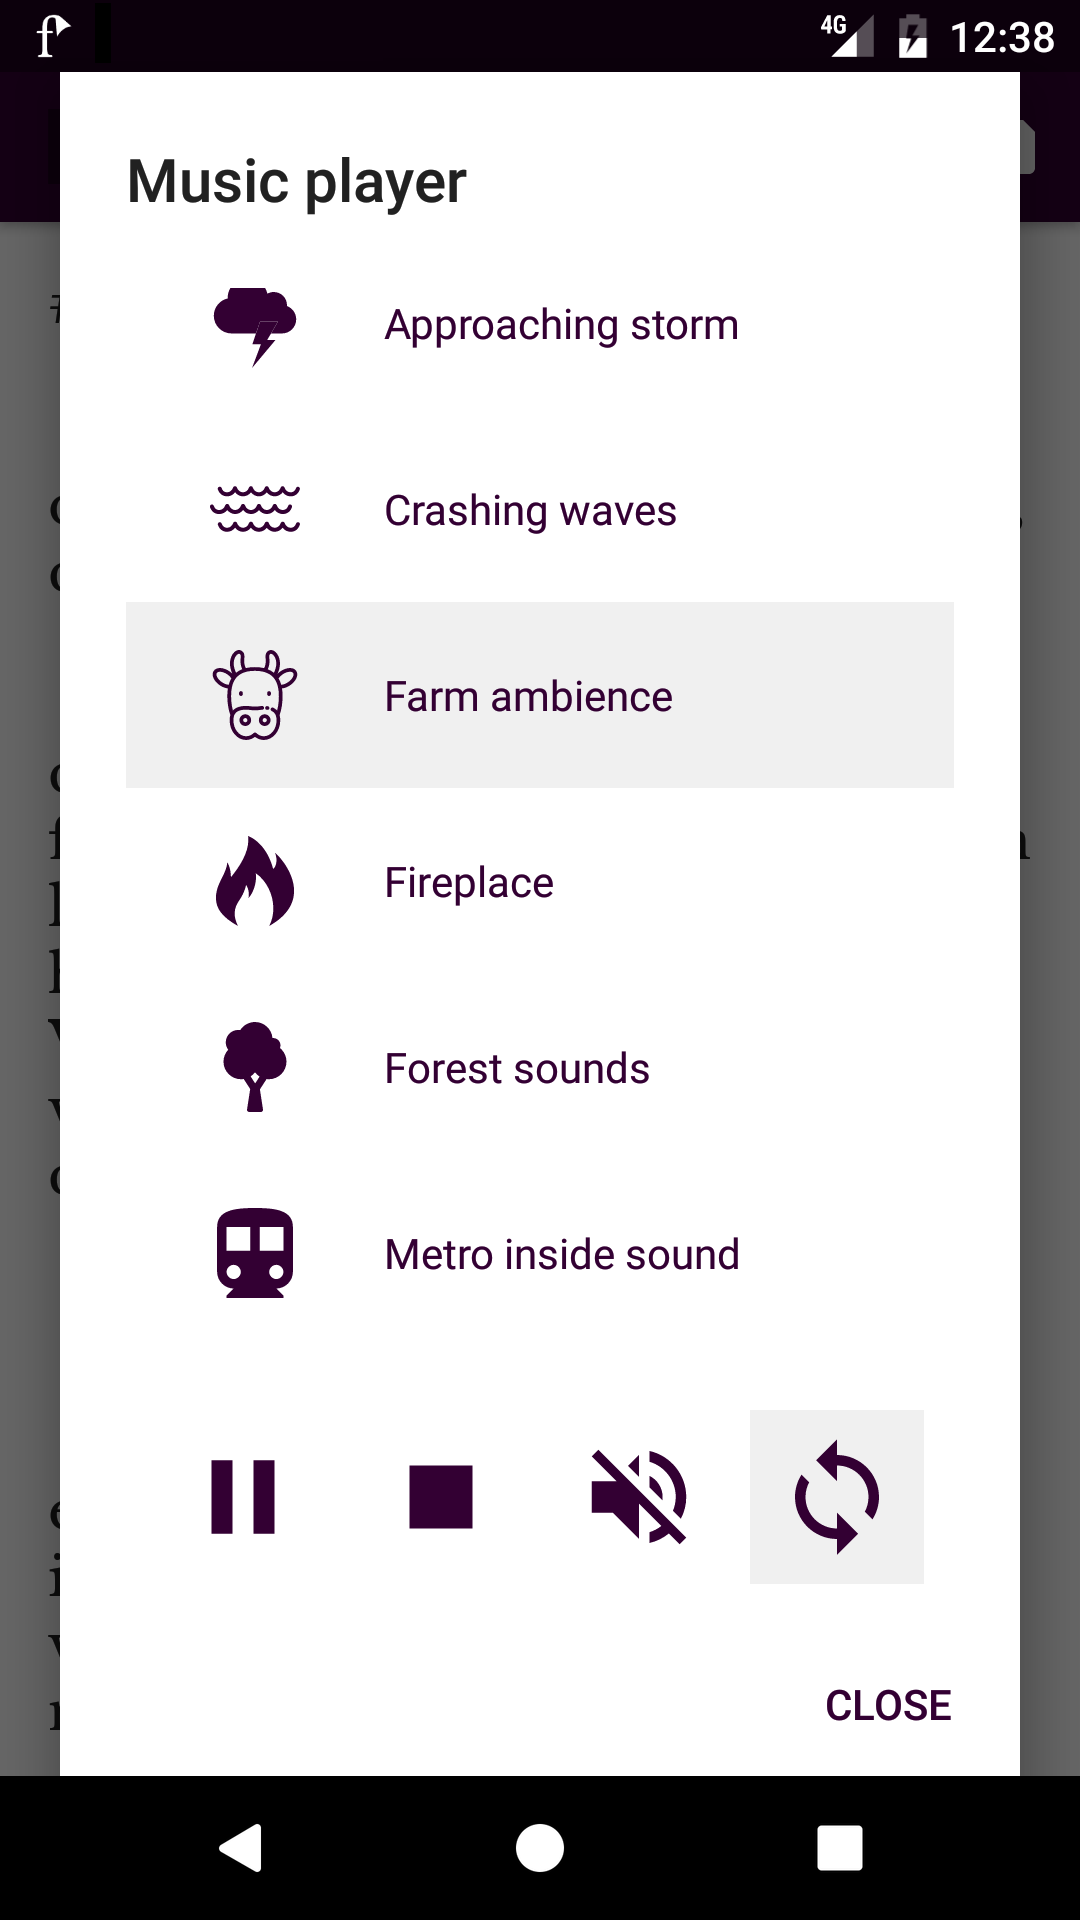 4G 12:38
Music player
Approaching storm
Crashing waves
Farm ambience
Fireplace
Forest sounds
Metro inside sound
CLOSE